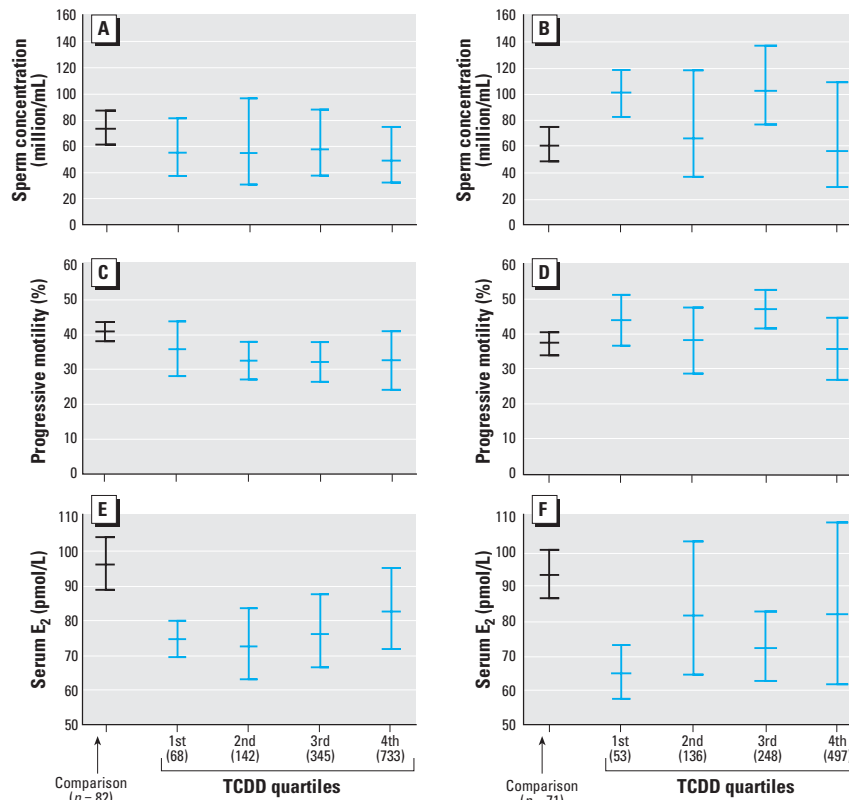 A
B
Sperm concentration
(million/mL)
160
140
120
100
80
60
40
20
0
Sperm concentration
(million/mL)
160
140
120
100
80
60
40
20
0
C
D
Progressive motility (%)
60
50
40
30
20
10
0
Progressive motility (%)
60
50
40
30
20
10
0
E
F
Serum E2 (pmol/L)
110
100
90
80
70
60
50
Serum E2 (pmol/L)
110
100
90
80
70
60
50
1st 2nd 3rd 4th
(68) (142) (345) (733)
Comparison
(n = 82)
TCDD quartiles
1st 2nd 3rd 4th
(53) (136) (248) (497)
Comparison
TCDD quartiles